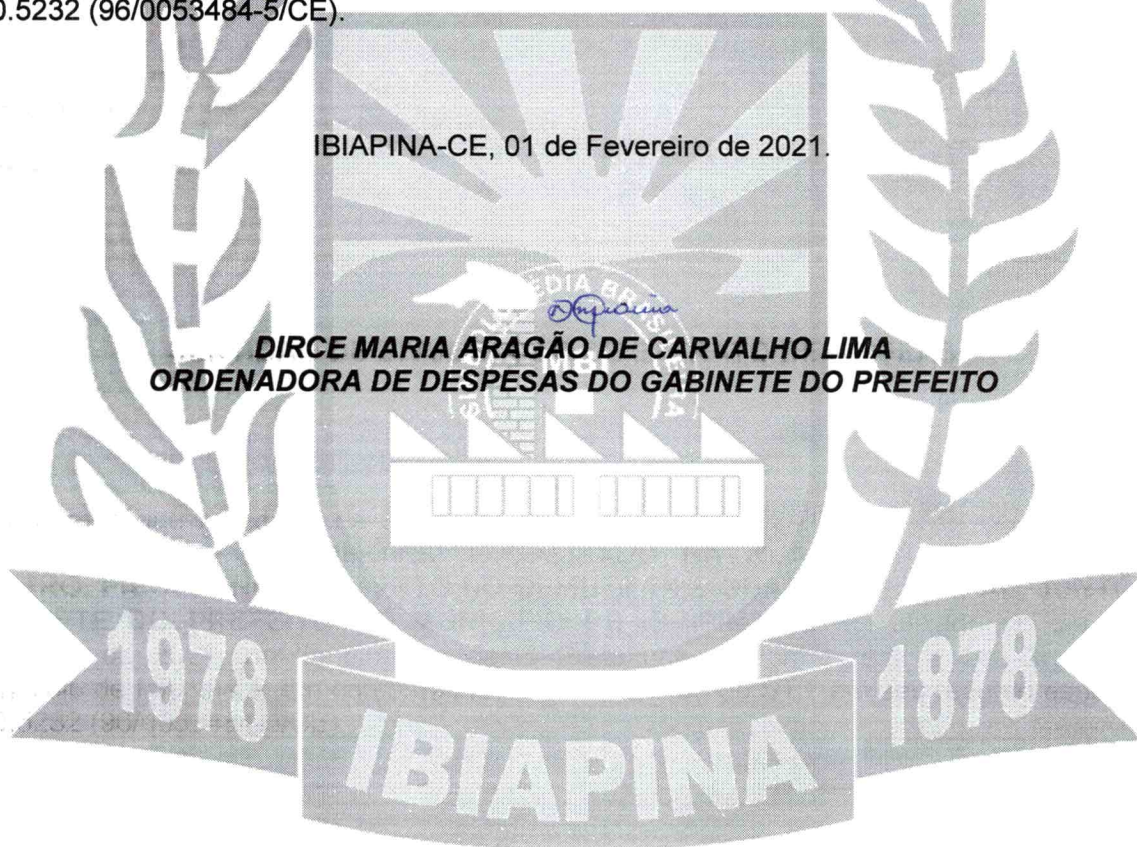 0.5232 (96/0053484-5/CE).
IBIAPINA-CE, 01 de Fevereiro de 2021.
DIRCE MARIA ARAGÃO DE CARVALHO LIMA
ORDENADORA DE DESPESAS DO GABINETE DO PREFEITO
1978
1878
IBIAPINA